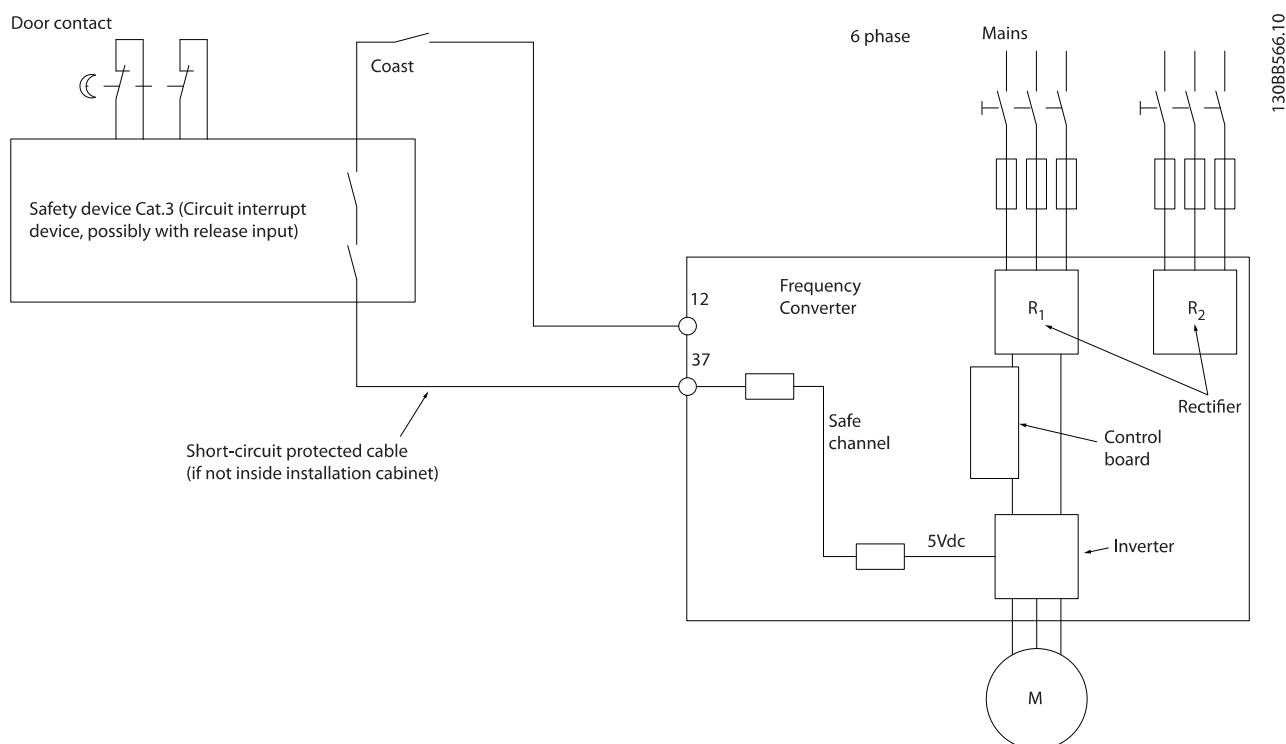 Door contact
Coast
6 phase
Mains
130BB566.10
Safety device Cat.3 (Circuit interrupt
device, possibly with release input)
12
Frequency
Converter
R1
R2
37
Rectifier
Safe
channel
Control
board
Short-circuit protected cable
(if not inside installation cabinet)
5Vdc
Inverter
M